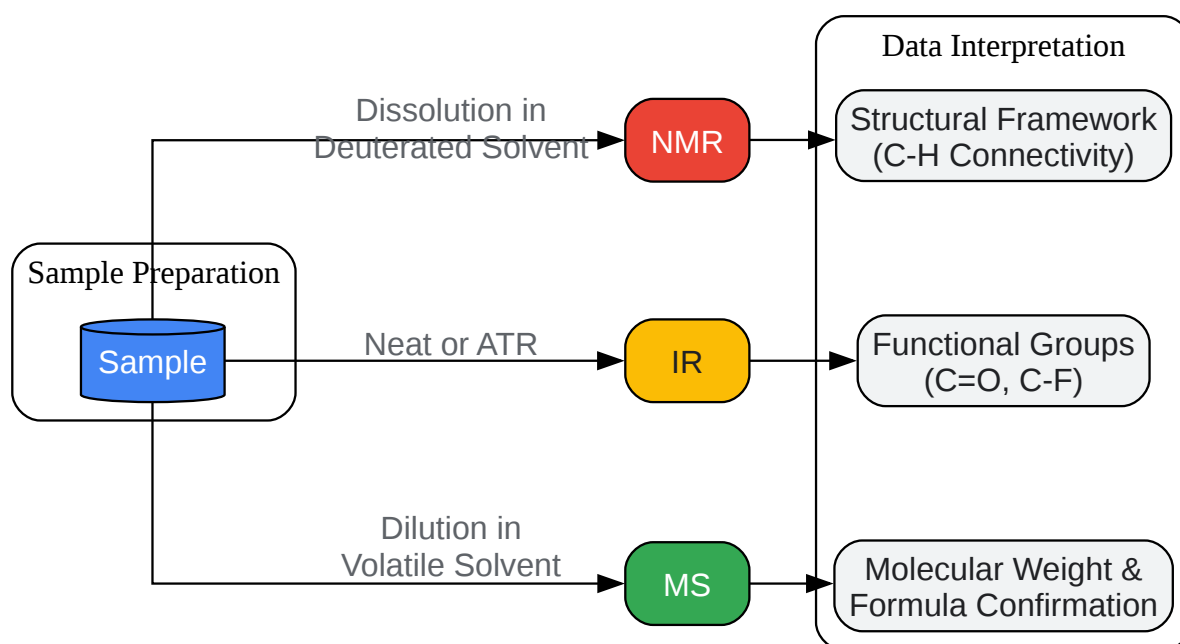 Data Interpretation
Dissolution in
Deuterated Solvent
NMR
Structural Framework
(C-H Connectivity)
Sample Preparation
Sample
Neat or ATR
IR
Functional Groups
(C=O, C-F)
Dilution in
Volatile Solvent
MS
Molecular Weight &
Formula Confirmation